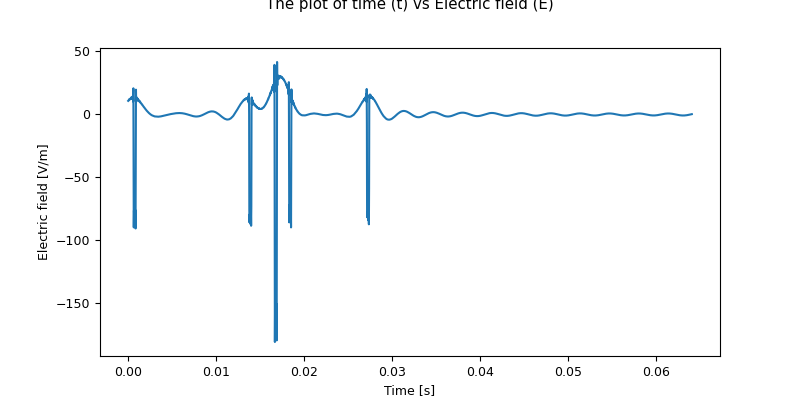 The plot of time (t) vs Electric field (E)
50
0
−50
−100
−150
Electric field [V/m]
0.00 0.01 0.02 0.03 0.04 0.05 0.06
Time [s]